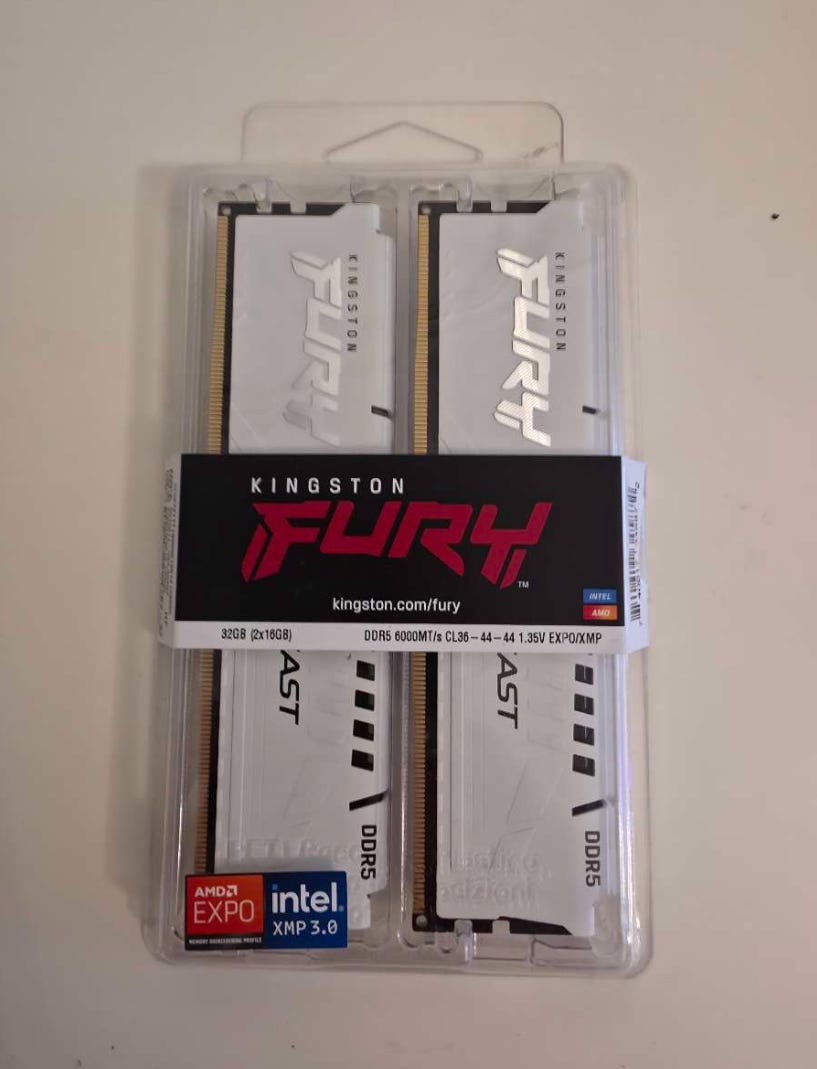 KINGSTON
FURY
KINGSTON
FURY
KINGSTON
FURY™
kingston.com/fury
INTEL
AMD
32GB (2x16GB)
DDR5 6000MT/s CL36-44-44 1.35V EXPO/XMP
AST
DDR5
AST
DDR5
AMD
EXPO
intel.
XMP 3.0